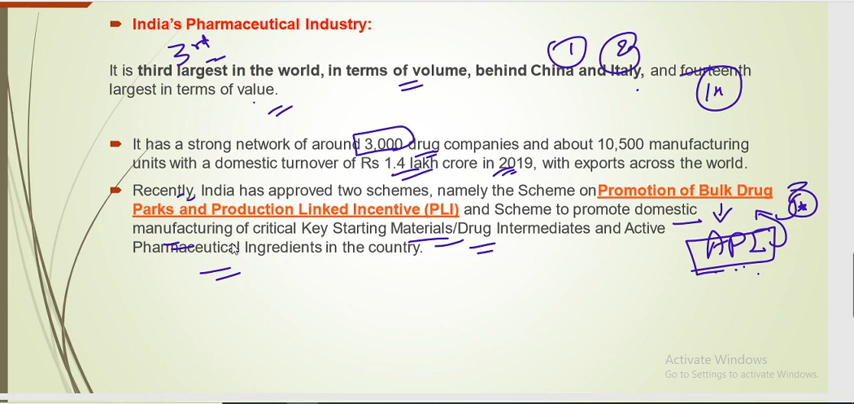 India's Pharmaceutical Industry:
3rd
1 2
It is third largest in the world, in terms of volume, behind China and Italy, and fourteenth
largest in terms of value.
It has a strong network of around 3,000 drug companies and about 10,500 manufacturing
units with a domestic turnover of Rs 1.4 lakh crore in 2019, with exports across the world.
Recently, India has approved two schemes, namely the Scheme on Promotion of Bulk Drug
Parks and Production Linked Incentive (PLI) and Scheme to promote domestic
manufacturing of critical Key Starting Materials/Drug Intermediates and Active
Pharmaceutical Ingredients in the country.
API
Activate Windows
Go to Settings to activate Windows.